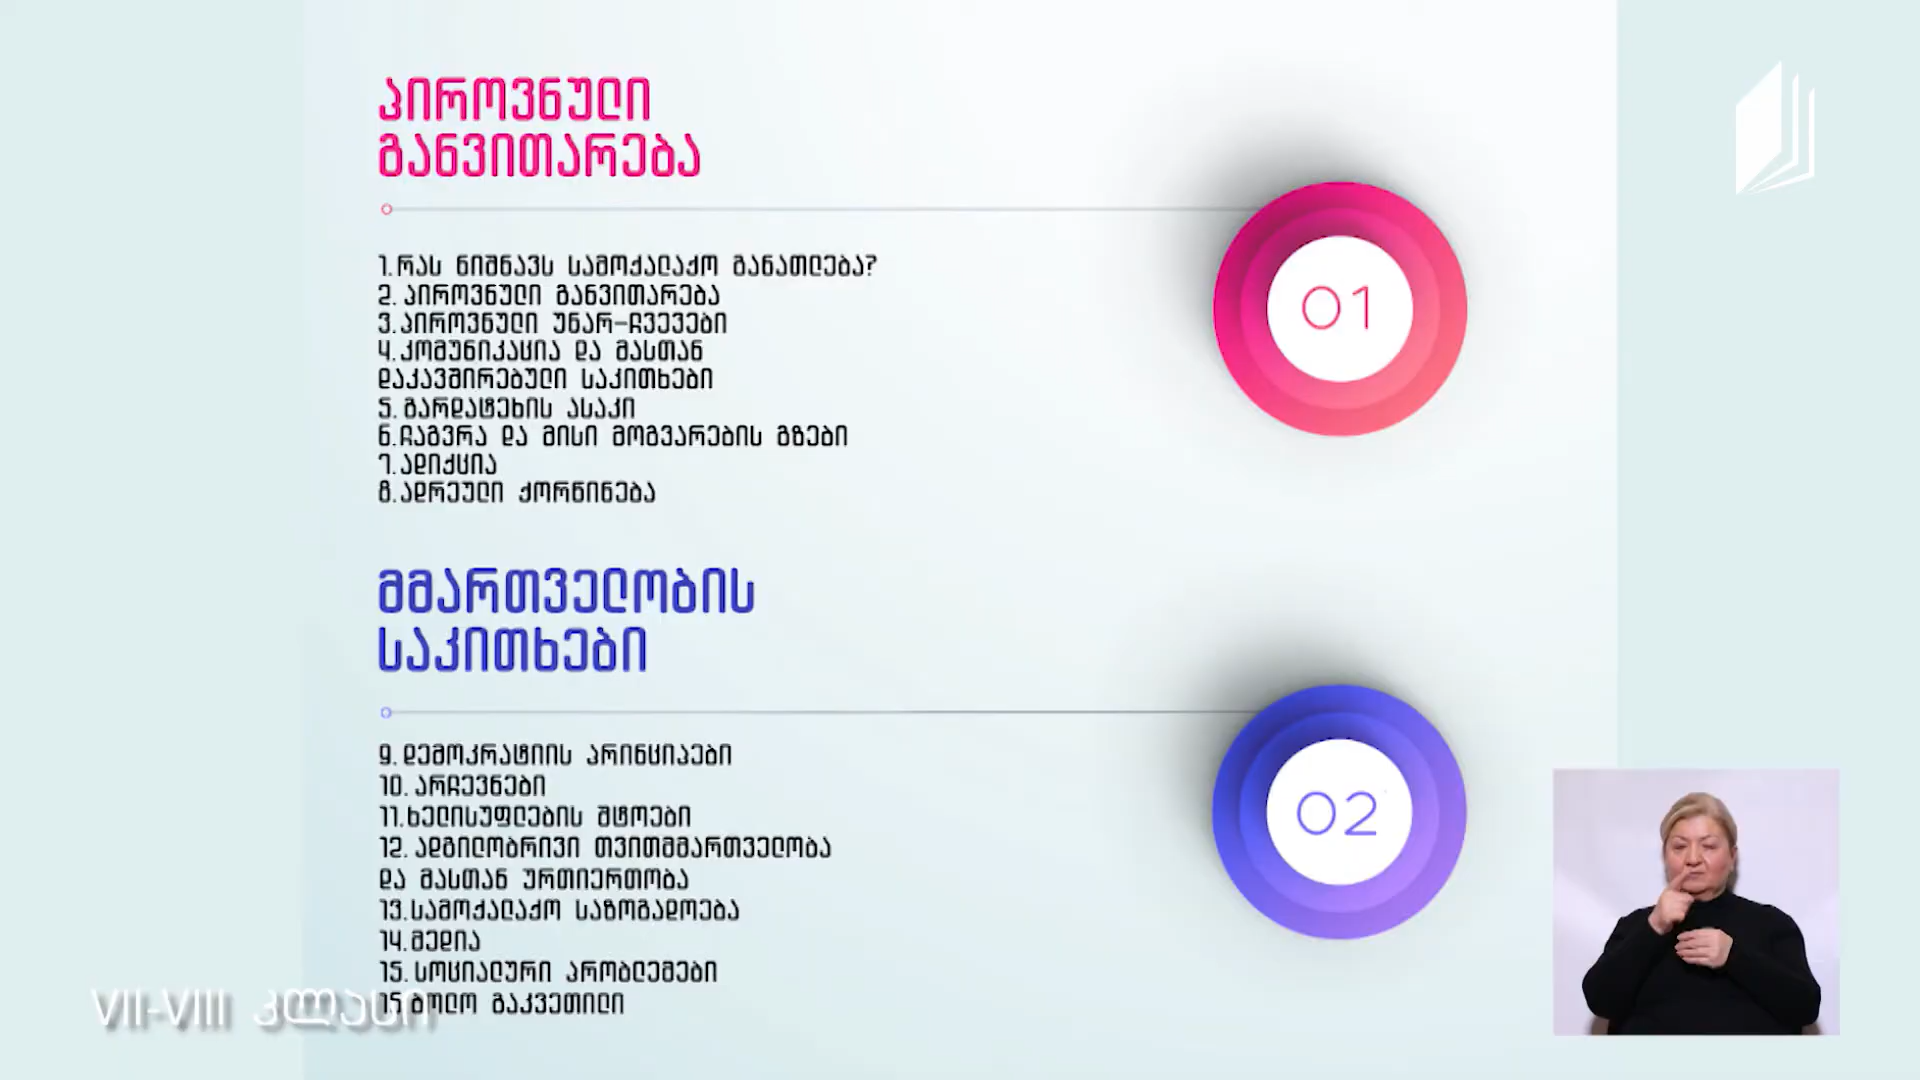 პიროვნული
განვითარება
01
1. რას ნიშნავს სამოქალაქო განათლება?
2. პიროვნული განვითარება
3. პიროვნული უნარ-ჩვევები
4. კომუნიკაცია და მასთან
დაკავშირებული საკითხები
5. გარდატეხის ასაკი
6. ჩაგვრა და მისი მოგვარების გზები
7. ადიქცია
8. ადრეული ქორწინება
მმართველობის
საკითხები
02
9. დემოკრატიის პრინციპები
10. არჩევნები
11. ხელისუფლების შტოები
12. ადგილობრივი თვითმმართველობა
და მასთან ურთიერთობა
13. სამოქალაქო საზოგადოება
14. მედია
15. სოციალური პრობლემები
15 ბოლო გაკვეთილი
VII-VIII კლასი